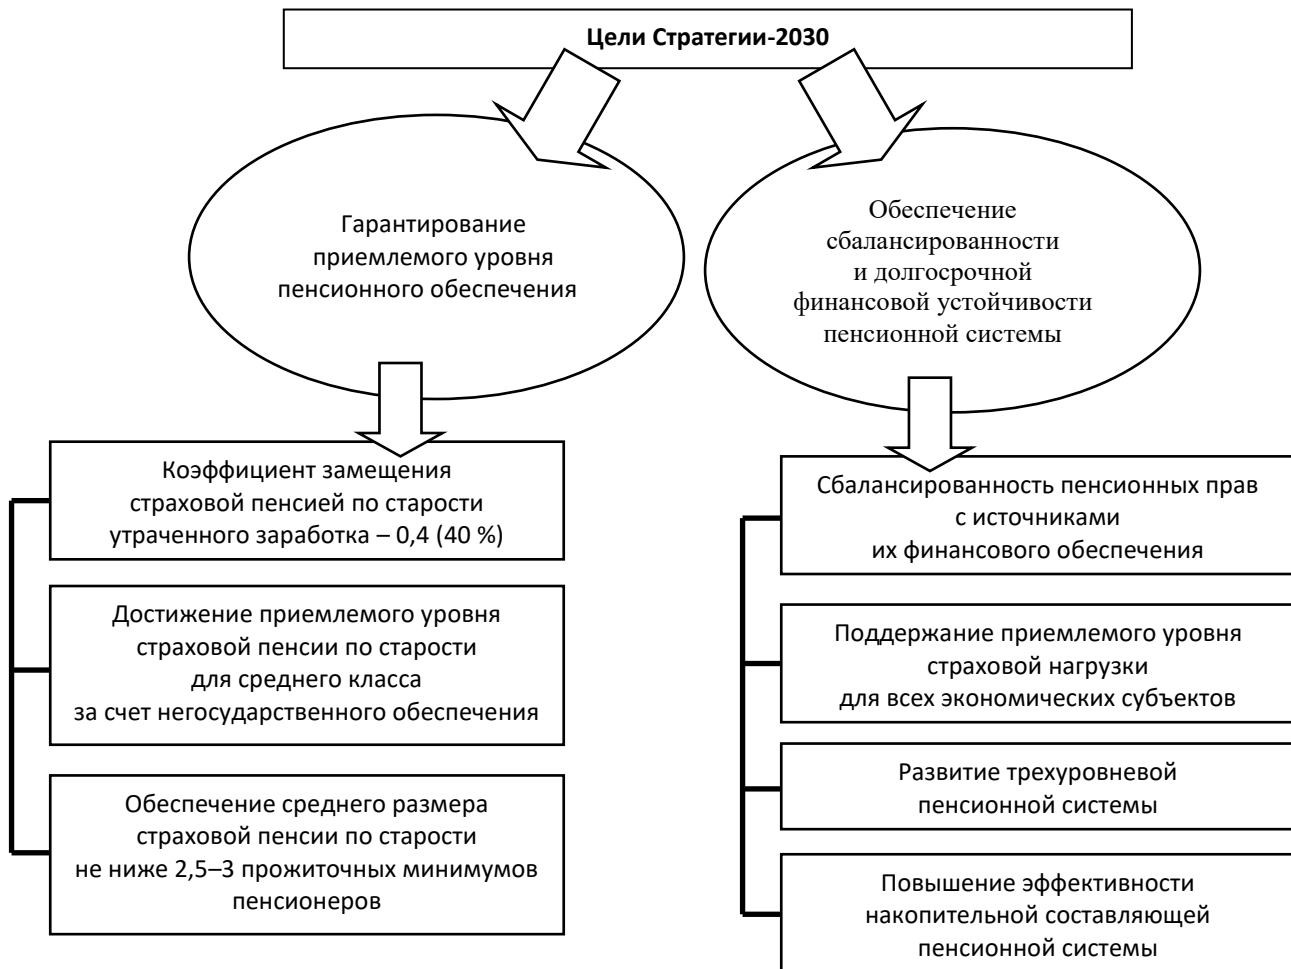 Цели Стратегии-2030
Гарантирование
приемлемого уровня
пенсионного обеспечения
Обеспечение
сбалансированности
и долгосрочной
финансовой устойчивости
пенсионной системы
Коэффициент замещения
страховой пенсией по старости
утраченного заработка – 0,4 (40 %)
Достижение приемлемого уровня
страховой пенсии по старости
для среднего класса
за счет негосударственного обеспечения
Обеспечение среднего размера
страховой пенсии по старости
не ниже 2,5–3 прожиточных минимумов
пенсионеров
Сбалансированность пенсионных прав
с источниками
их финансового обеспечения
Поддержание приемлемого уровня
страховой нагрузки
для всех экономических субъектов
Развитие трехуровневой
пенсионной системы
Повышение эффективности
накопительной составляющей
пенсионной системы